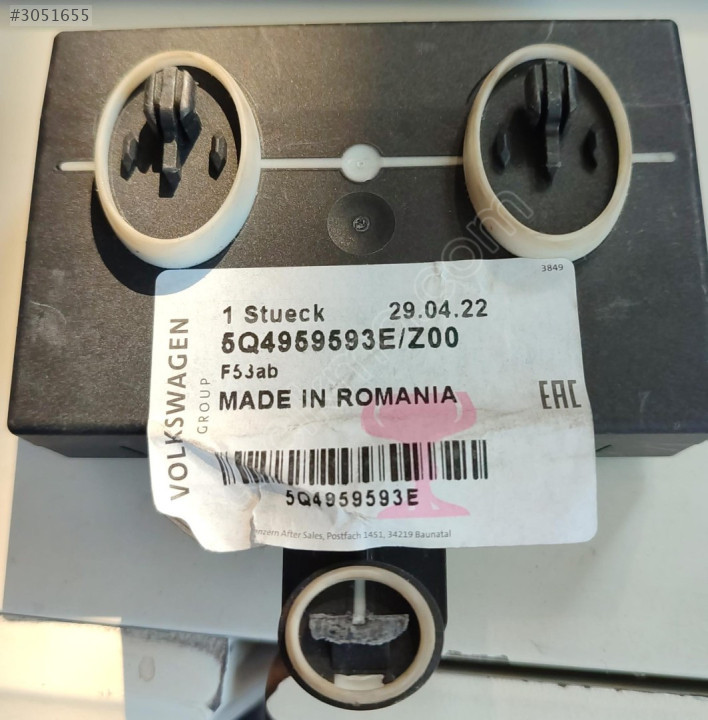 #3051655
3849
1 Stueck 29.04.22
5Q4959593E/Z00
F53ab
MADE IN ROMANIA
EAC
VOLKSWAGEN
GROUP
5Q4959593E
After Sales, Postfach 1451, 34219 Baunatal
.com